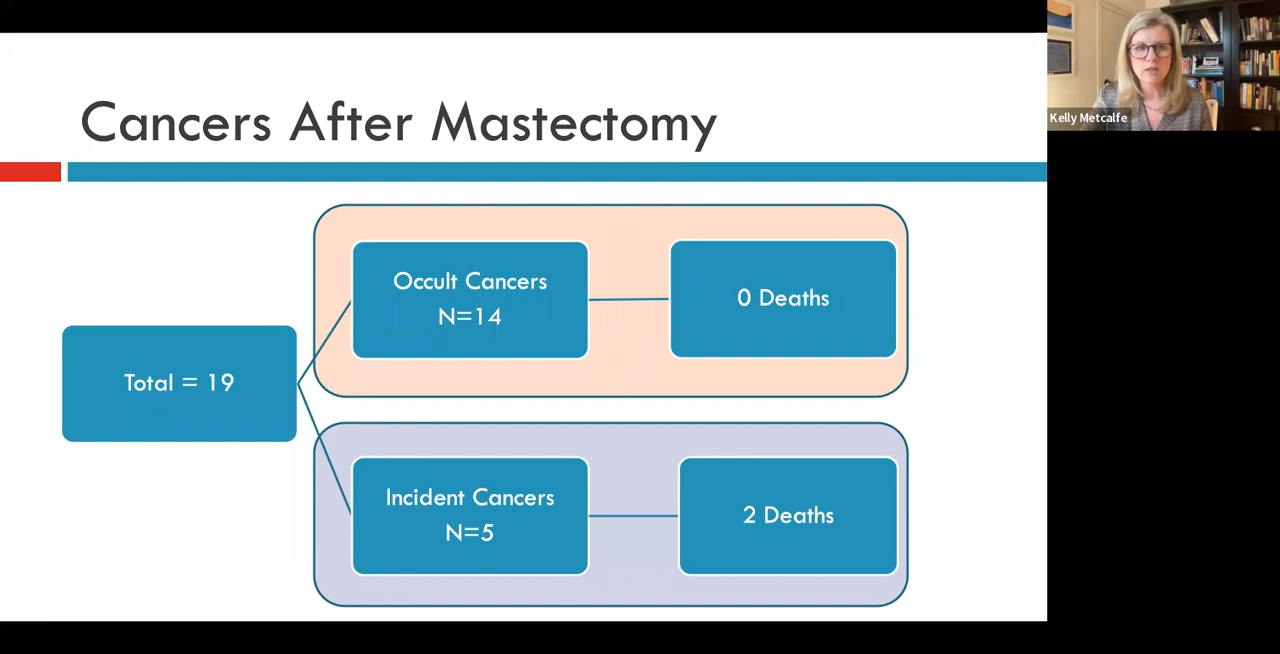 Cancers After Mastectomy
Kelly Metcalfe
Total = 19
Occult Cancers
N=14
0 Deaths
Incident Cancers
N=5
2 Deaths